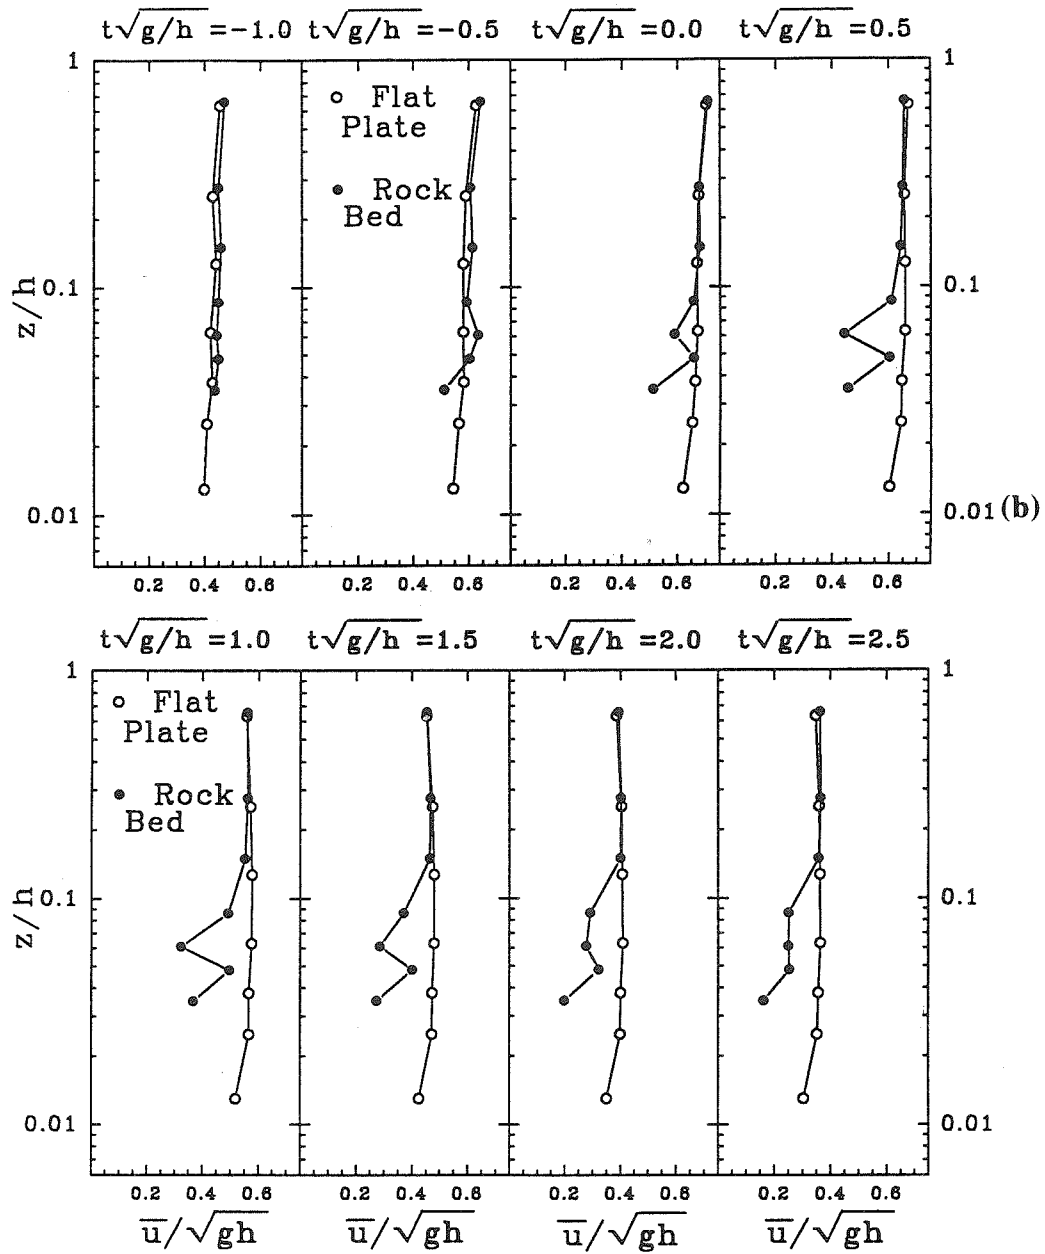 t√g/h =-1.0 t√g/h =-0.5 t√g/h =0.0 t√g/h =0.5
1 1
Flat
Plate
Rock
Bed
z/h
0.1 0.1
0.01 0.01 (b)
0.2 0.4 0.6 0.2 0.4 0.6 0.2 0.4 0.6 0.2 0.4 0.6
t√g/h =1.0 t√g/h =1.5 t√g/h =2.0 t√g/h =2.5
1 1
Flat
Plate
Rock
Bed
z/h
0.1 0.1
0.01 0.01
0.2 0.4 0.6 0.2 0.4 0.6 0.2 0.4 0.6 0.2 0.4 0.6
u̅/√gh u̅/√gh u̅/√gh u̅/√gh